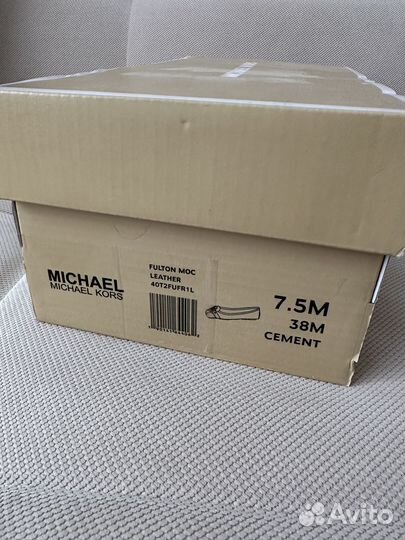 MICHAEL
MICHAEL KORS
FULTON MOC
LEATHER
40T2FUFR1L
7.5M
38M
CEMENT
Avito